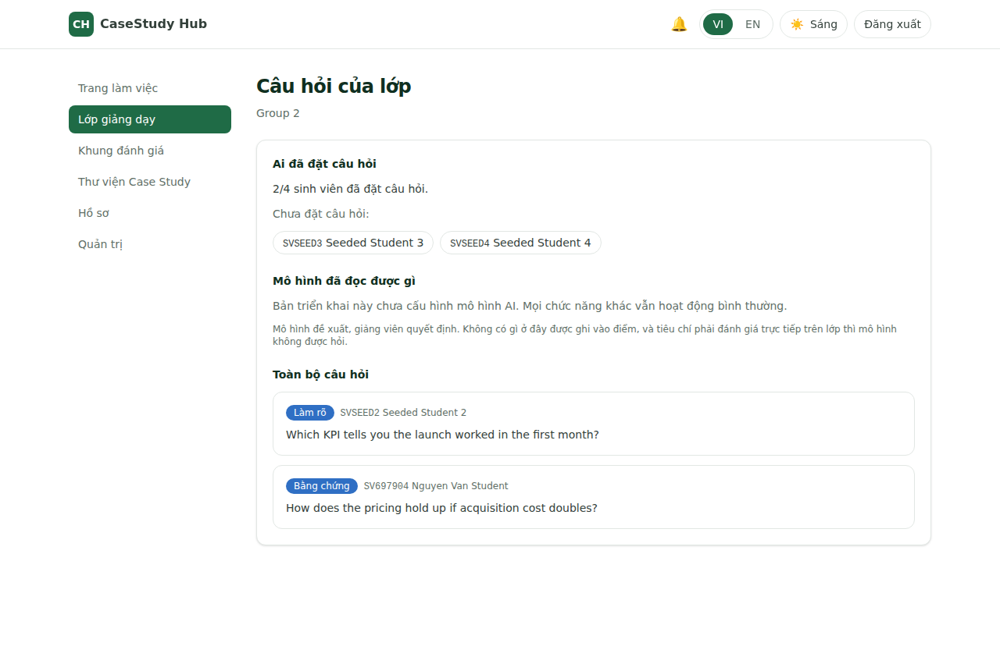 CH CaseStudy Hub
VI EN Sáng Đăng xuất
Trang làm việc
Lớp giảng dạy
Khung đánh giá
Thư viện Case Study
Hồ sơ
Quản trị
Câu hỏi của lớp
Group 2
Ai đã đặt câu hỏi
2/4 sinh viên đã đặt câu hỏi.
Chưa đặt câu hỏi:
SVSEED3 Seeded Student 3 SVSEED4 Seeded Student 4
Mô hình đã đọc được gì
Bản triển khai này chưa cấu hình mô hình AI. Mọi chức năng khác vẫn hoạt động bình thường.
Mô hình đề xuất, giảng viên quyết định. Không có gì ở đây được ghi vào điểm, và tiêu chí phải đánh giá trực tiếp trên lớp thì mô hình
không được hỏi.
Toàn bộ câu hỏi
Làm rõ SVSEED2 Seeded Student 2
Which KPI tells you the launch worked in the first month?
Bằng chứng SV697904 Nguyen Van Student
How does the pricing hold up if acquisition cost doubles?